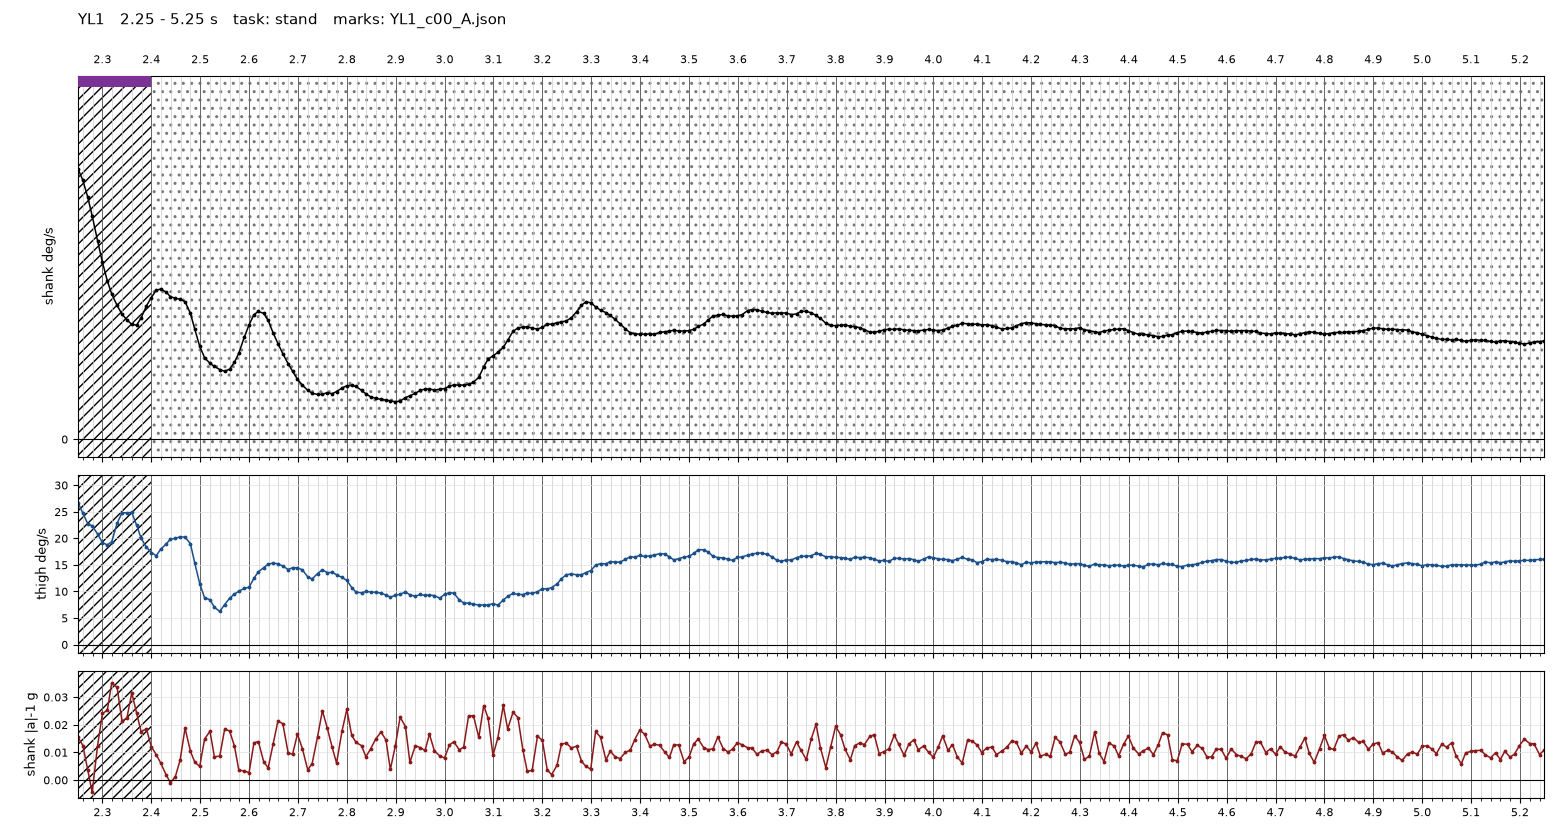 YL1   2.25 - 5.25 s   task: stand   marks: YL1_c00_A.json
2.3 2.4 2.5 2.6 2.7 2.8 2.9 3.0 3.1 3.2 3.3 3.4 3.5 3.6 3.7 3.8 3.9 4.0 4.1 4.2 4.3 4.4 4.5 4.6 4.7 4.8 4.9 5.0 5.1 5.2
shank deg/s
0
thigh deg/s
30
25
20
15
10
5
0
shank |a|-1 g
0.03
0.02
0.01
0.00
2.3 2.4 2.5 2.6 2.7 2.8 2.9 3.0 3.1 3.2 3.3 3.4 3.5 3.6 3.7 3.8 3.9 4.0 4.1 4.2 4.3 4.4 4.5 4.6 4.7 4.8 4.9 5.0 5.1 5.2